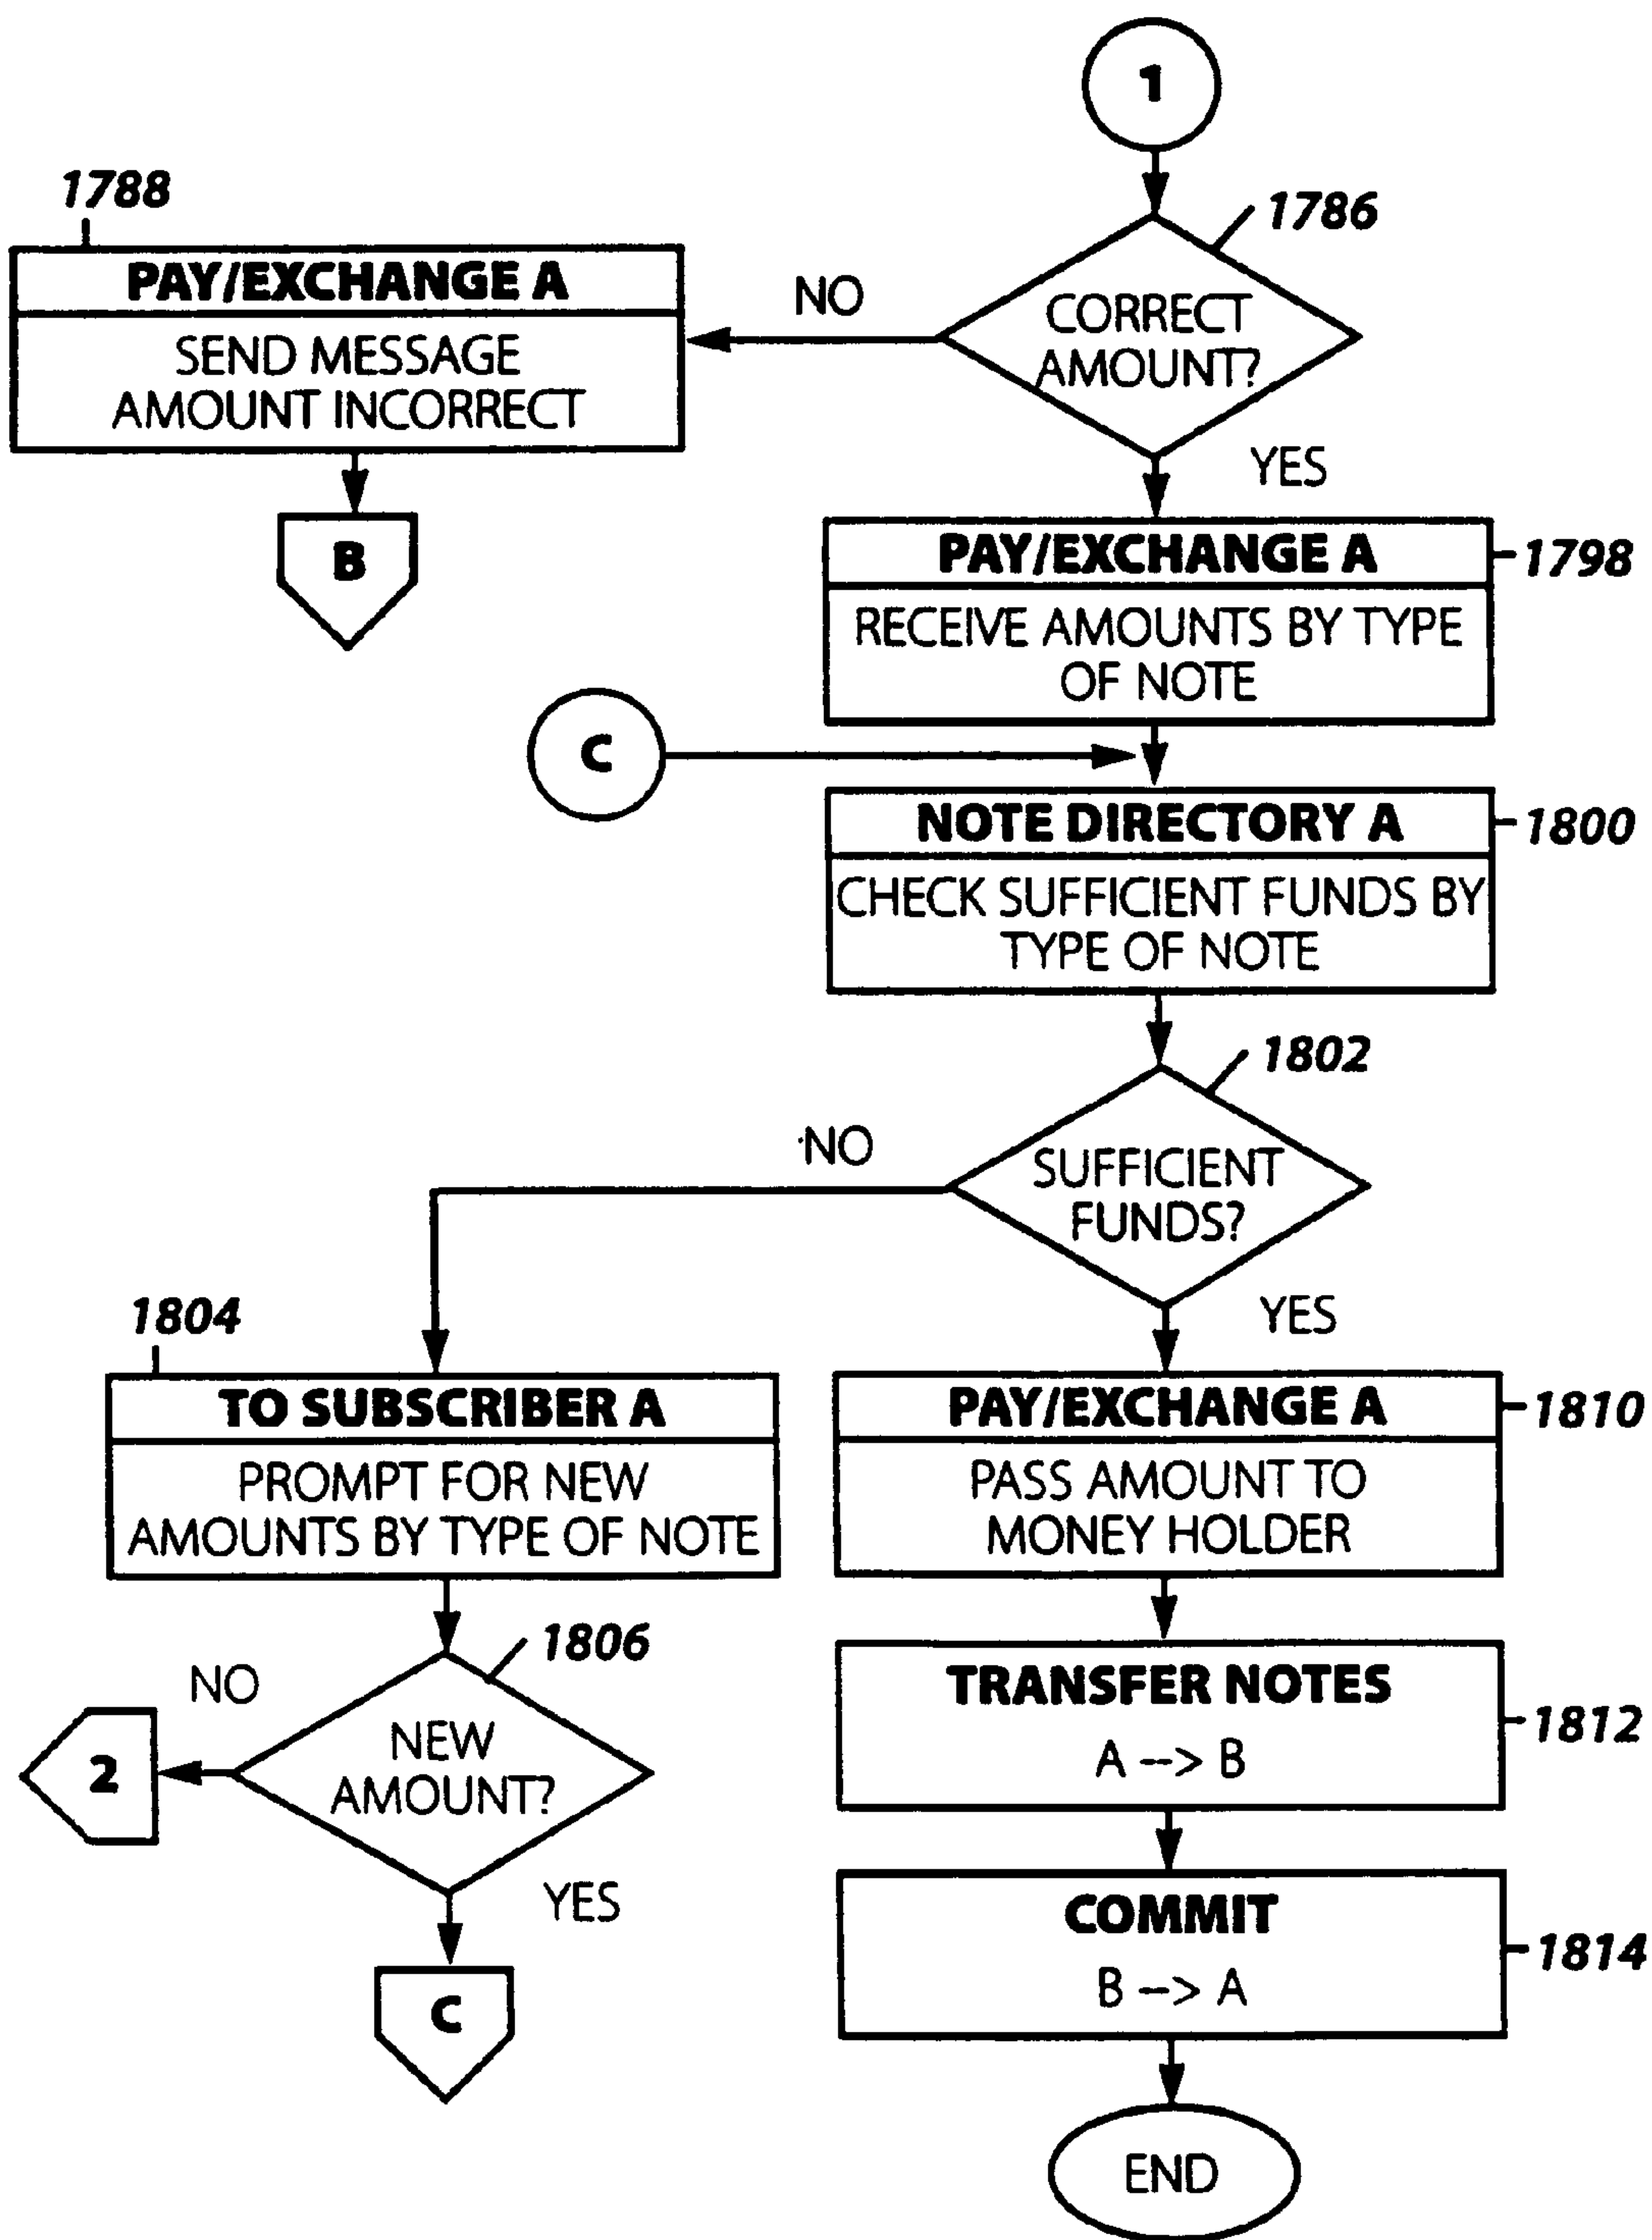 1
1786
CORRECT
AMOUNT?
NO
YES
1788
PAY/EXCHANGE A
SEND MESSAGE
AMOUNT INCORRECT
B
PAY/EXCHANGE A
1798
RECEIVE AMOUNTS BY TYPE
OF NOTE
C
NOTE DIRECTORY A
1800
CHECK SUFFICIENT FUNDS BY
TYPE OF NOTE
1802
SUFFICIENT
FUNDS?
NO
YES
1804
TO SUBSCRIBER A
PROMPT FOR NEW
AMOUNTS BY TYPE OF NOTE
1806
NEW
AMOUNT?
NO
2
YES
C
PAY/EXCHANGE A
1810
PASS AMOUNT TO
MONEY HOLDER
TRANSFER NOTES
1812
A --> B
COMMIT
1814
B --> A
END